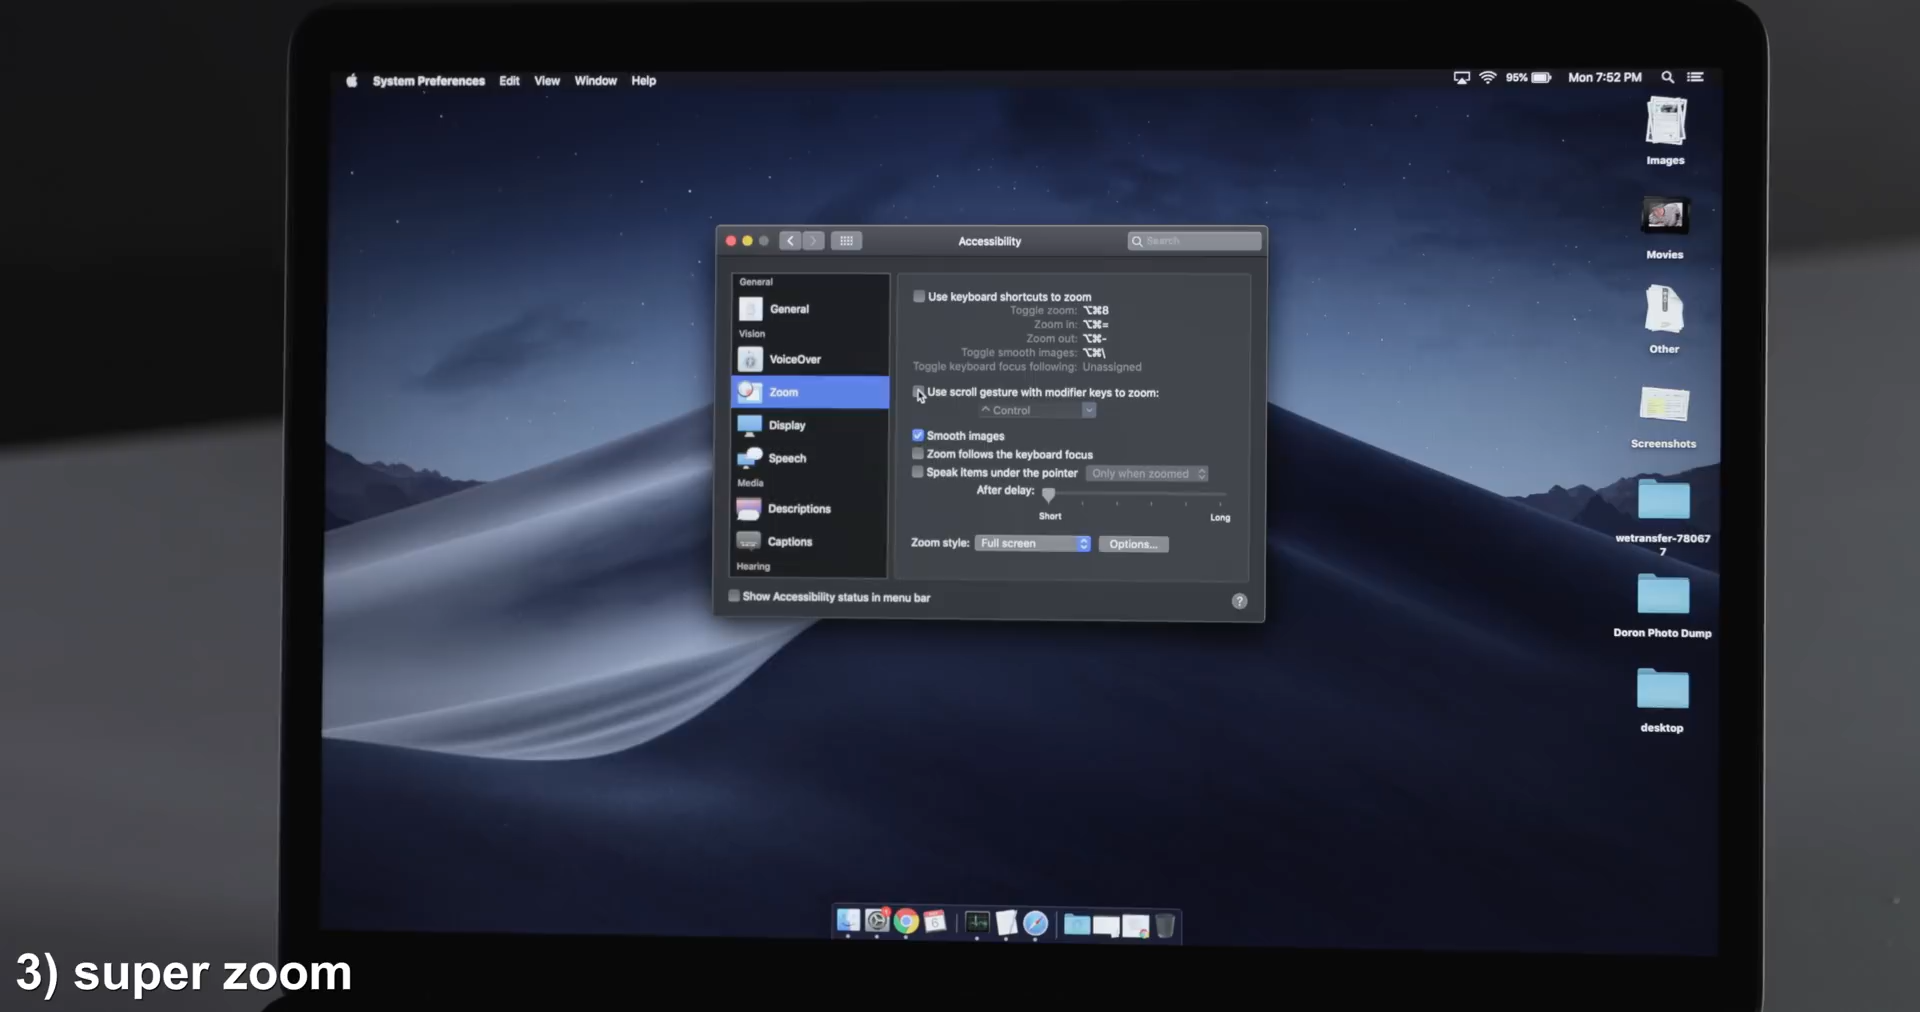 System Preferences Edit View Window Help
95% Mon 7:52 PM
Images
Movies
Other
Screenshots
wetransfer-78067
7
Doron Photo Dump
desktop
Accessibility
Search
General
General
Vision
VoiceOver
Zoom
Display
Speech
Media
Descriptions
Captions
Hearing
Use keyboard shortcuts to zoom
Toggle zoom: ⌥⌘8
Zoom in: ⌥⌘=
Zoom out: ⌥⌘-
Toggle smooth images: ⌥⌘\
Toggle keyboard focus following: Unassigned
Use scroll gesture with modifier keys to zoom:
^ Control
Smooth images
Zoom follows the keyboard focus
Speak items under the pointer Only when zoomed
After delay:
Short Long
Zoom style: Full screen Options...
Show Accessibility status in menu bar
?
3) super zoom